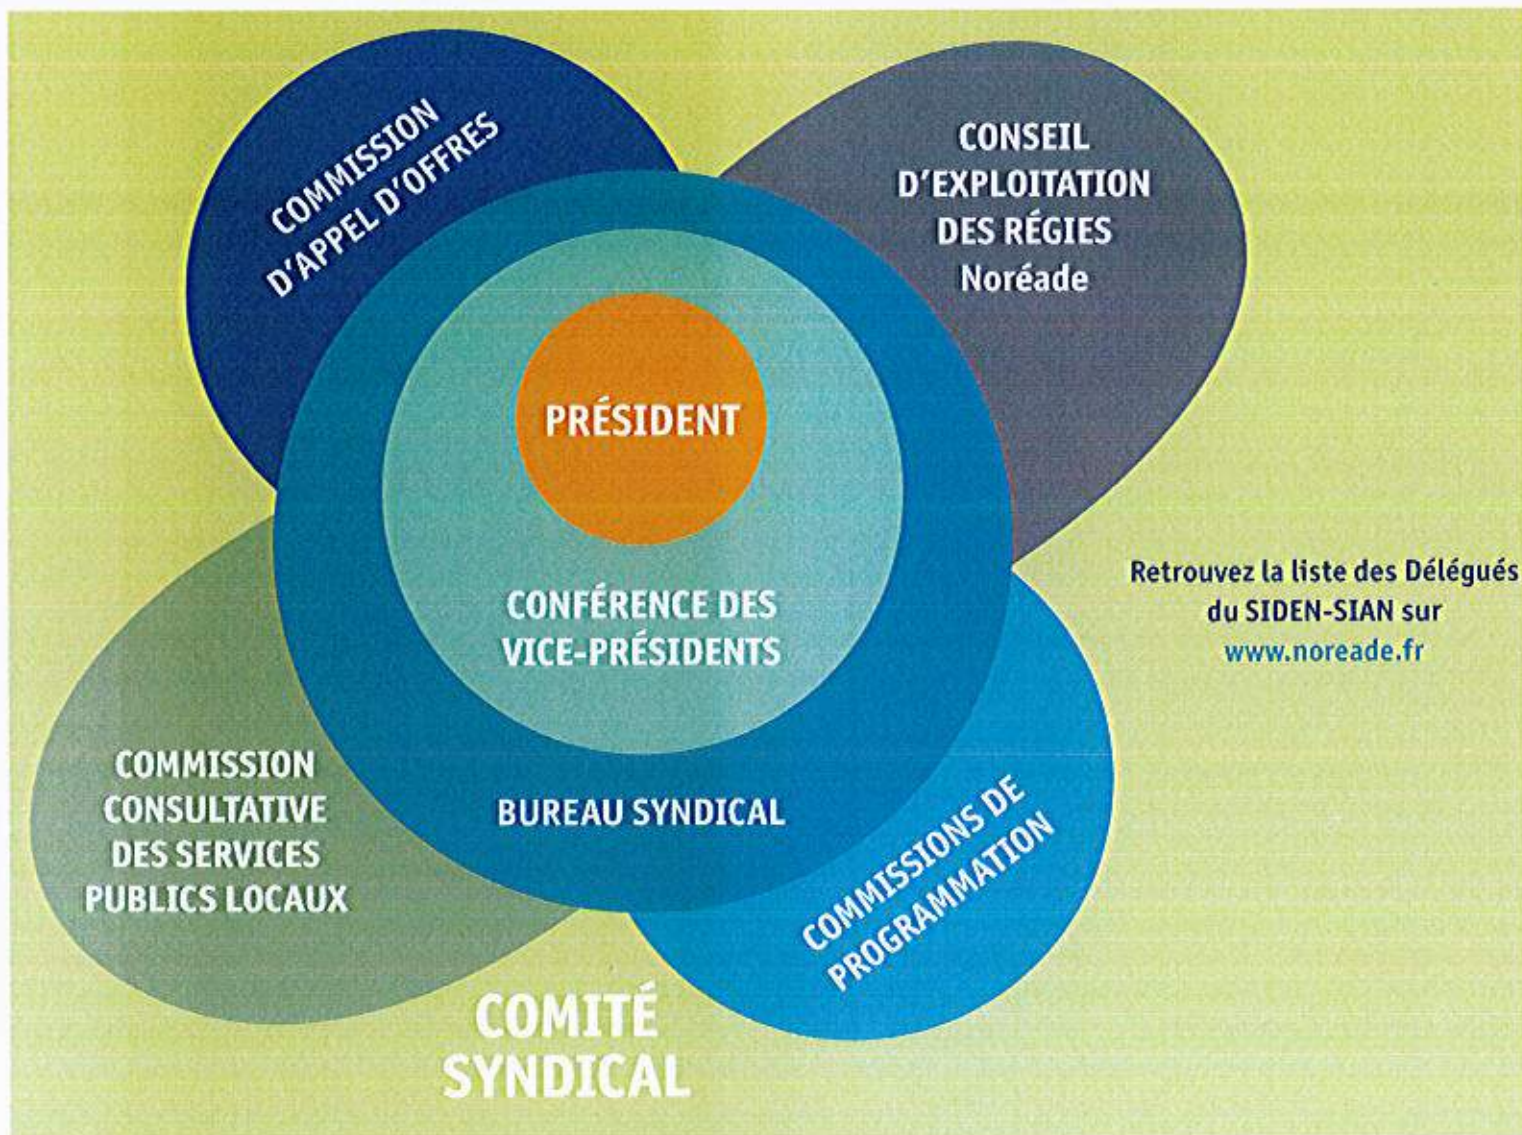 COMMISSION
D'APPEL D'OFFRES
CONSEIL
D'EXPLOITATION
DES RÉGIES
Noréade
PRÉSIDENT
CONFÉRENCE DES
VICE-PRÉSIDENTS
Retrouvez la liste des Délégués
du SIDEN-SIAN sur
www.noreade.fr
COMMISSION
CONSULTATIVE
DES SERVICES
PUBLICS LOCAUX
BUREAU SYNDICAL
COMMISSIONS DE
PROGRAMMATION
COMITÉ
SYNDICAL